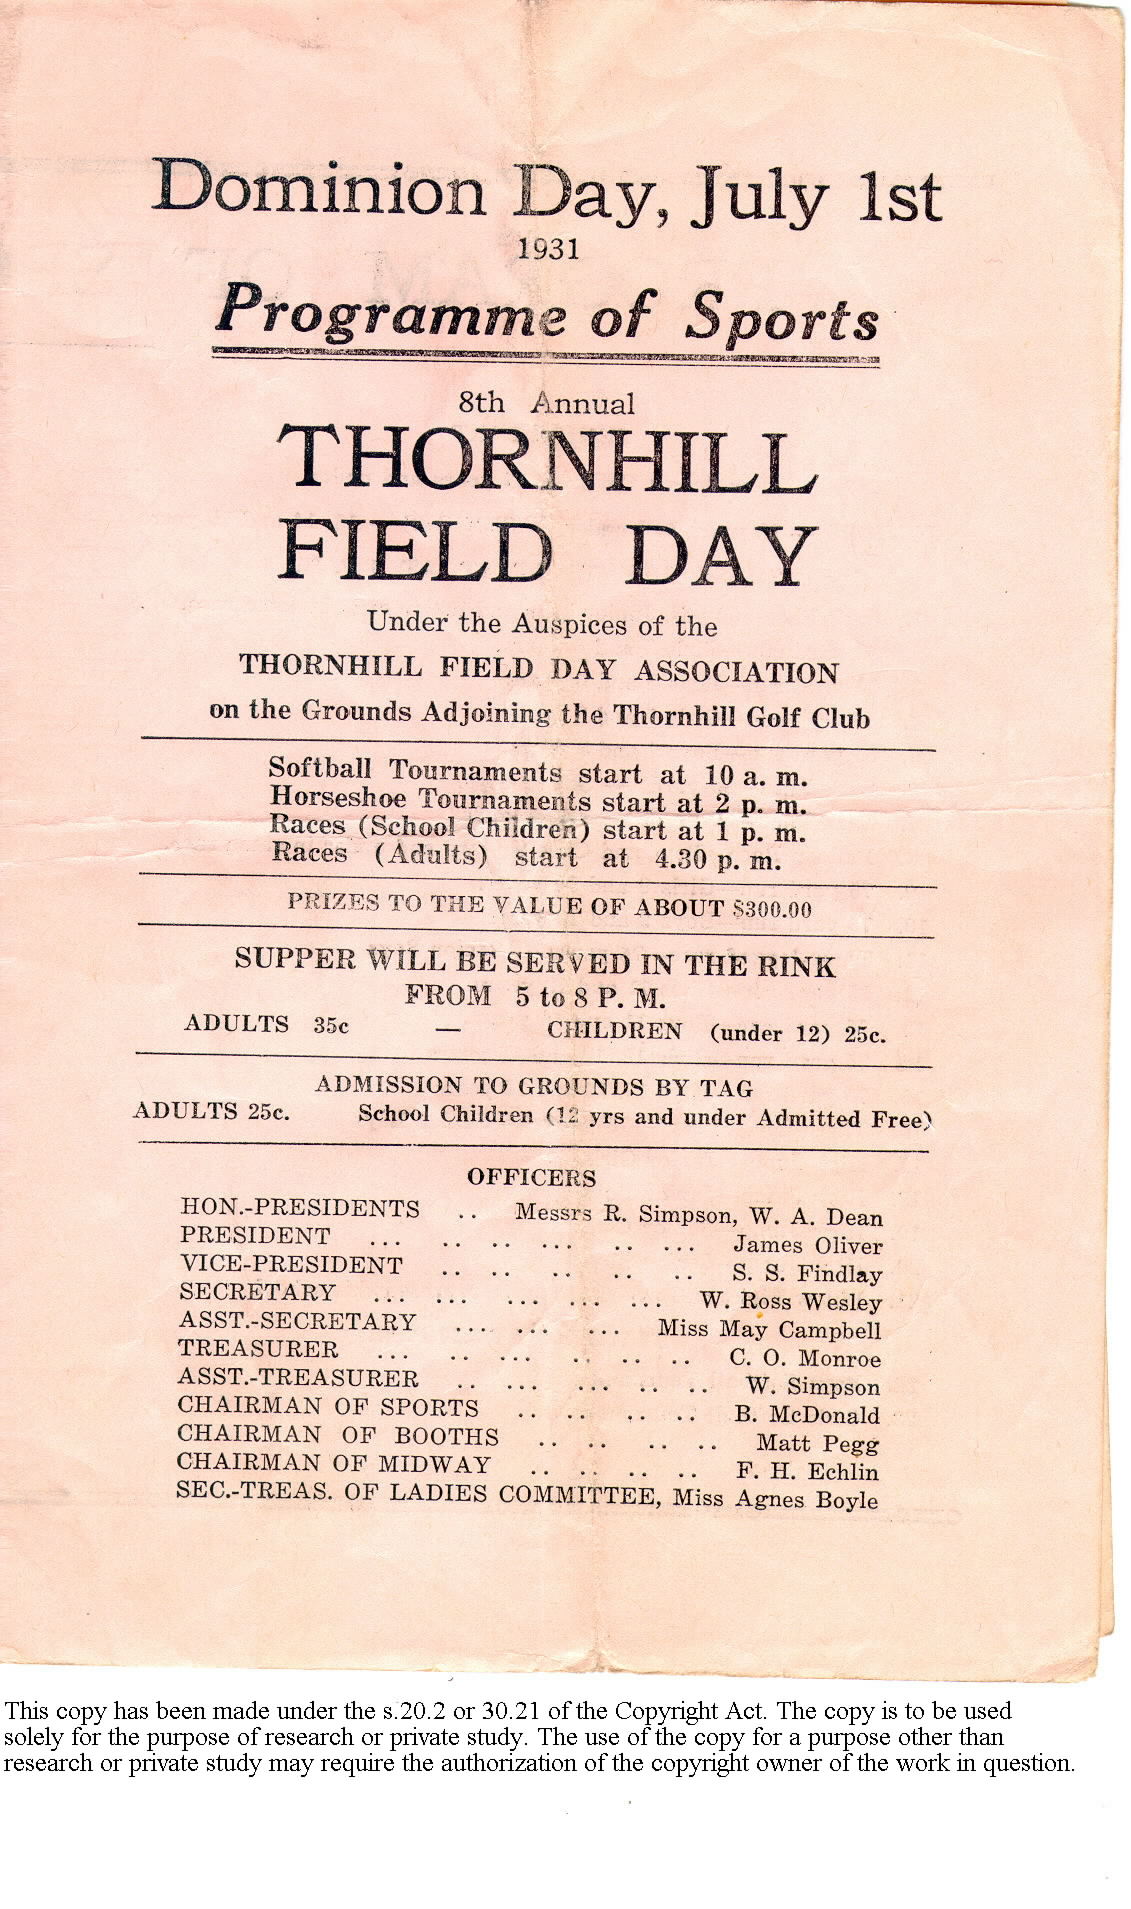 Dominion Day, July 1st
1931
Programme of Sports
8th Annual
THORNHILL
FIELD DAY
Under the Auspices of the
THORNHILL FIELD DAY ASSOCIATION
on the Grounds Adjoining the Thornhill Golf Club
Softball Tournaments start at 10 a. m.
Horseshoe Tournaments start at 2 p. m.
Races (School Children) start at 1 p. m.
Races (Adults) start at 4.30 p. m.
PRIZES TO THE VALUE OF ABOUT $300.00
SUPPER WILL BE SERVED IN THE RINK
FROM 5 to 8 P. M.
ADULTS 35c — CHILDREN (under 12) 25c.
ADMISSION TO GROUNDS BY TAG
ADULTS 25c. School Children (12 yrs and under Admitted Free)
OFFICERS
HON.-PRESIDENTS .. Messrs R. Simpson, W. A. Dean
PRESIDENT ... .. .. ... .. ... James Oliver
VICE-PRESIDENT .. .. .. .. .. S. S. Findlay
SECRETARY ... ... ... ... ... W. Ross Wesley
ASST.-SECRETARY ... ... ... Miss May Campbell
TREASURER ... .. ... .. .. .. C. O. Monroe
ASST.-TREASURER .. ... ... .. .. W. Simpson
CHAIRMAN OF SPORTS .. .. .. .. B. McDonald
CHAIRMAN OF BOOTHS .. .. .. .. Matt Pegg
CHAIRMAN OF MIDWAY .. .. .. .. F. H. Echlin
SEC.-TREAS. OF LADIES COMMITTEE, Miss Agnes Boyle
This copy has been made under the s.20.2 or 30.21 of the Copyright Act. The copy is to be used
solely for the purpose of research or private study. The use of the copy for a purpose other than
research or private study may require the authorization of the copyright owner of the work in question.